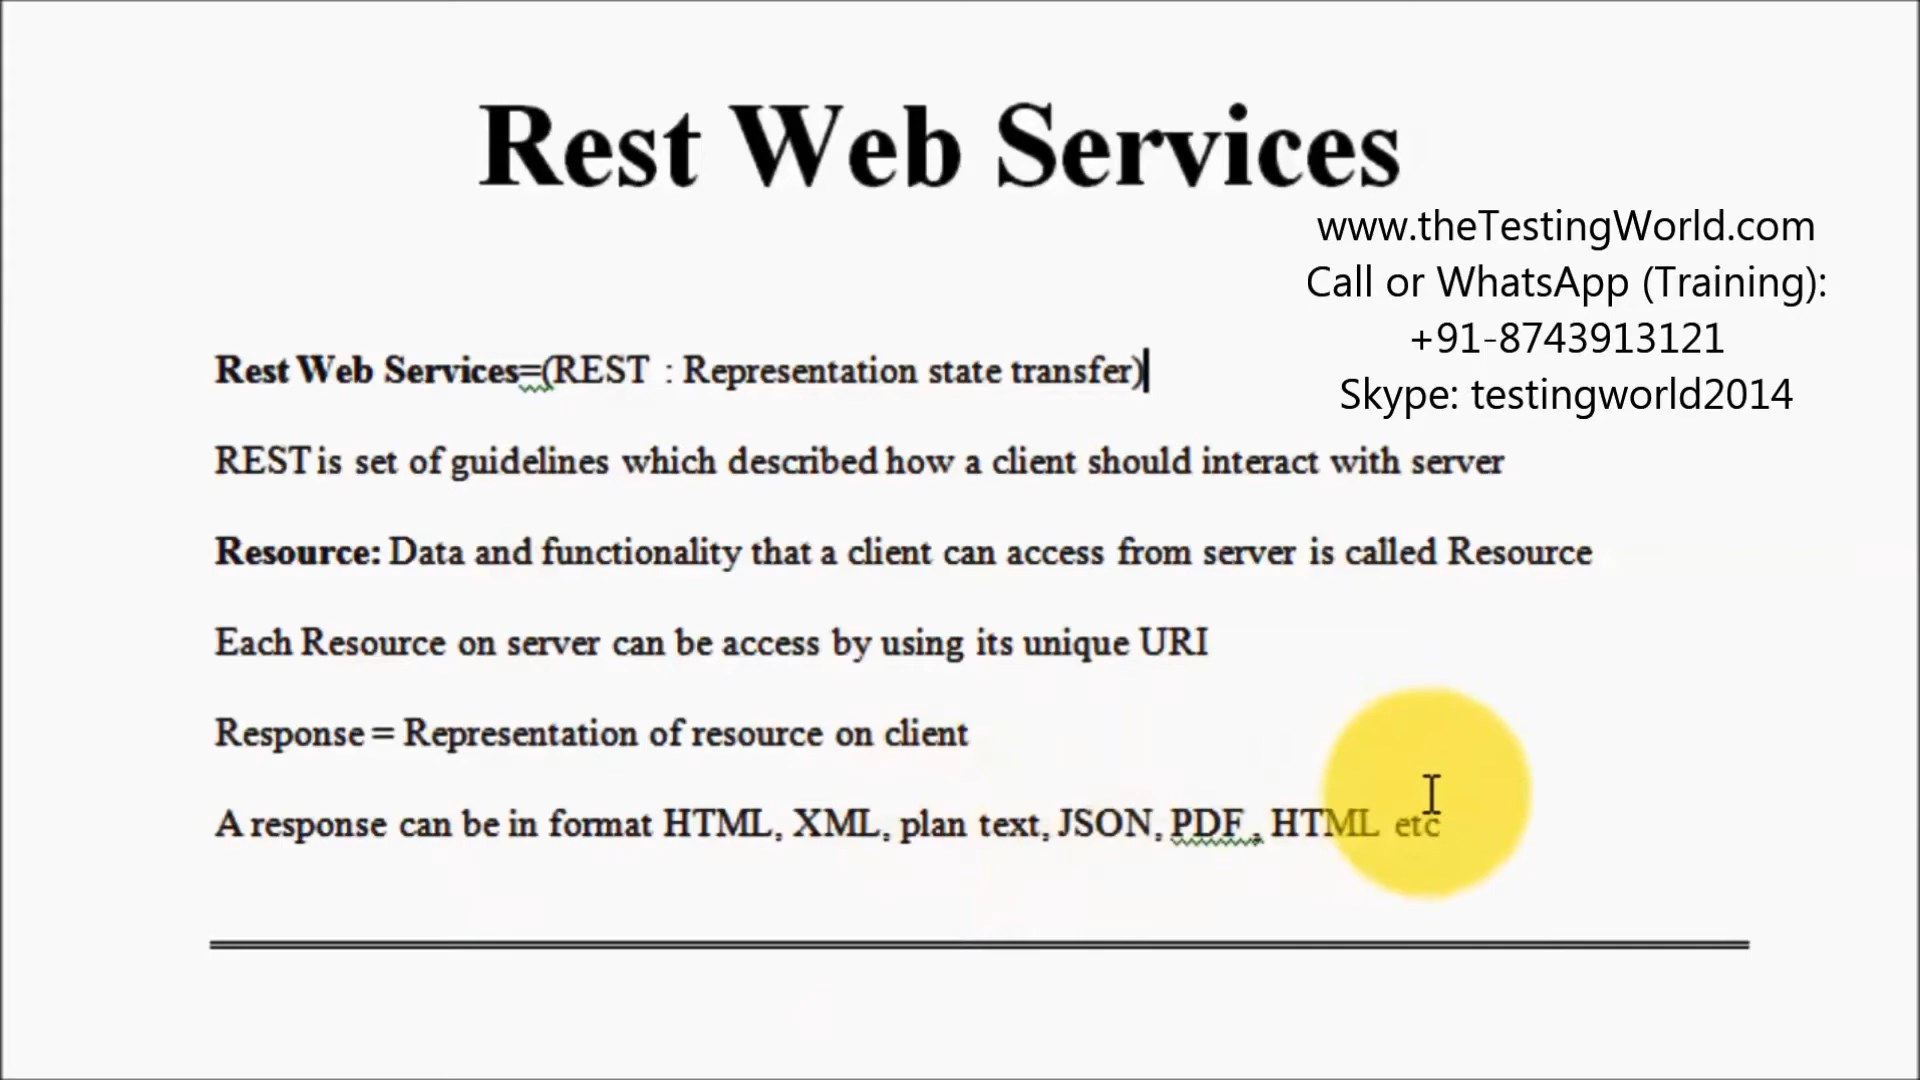 Rest Web Services
www.theTestingWorld.com
Call or WhatsApp (Training):
+91-8743913121
Skype: testingworld2014
Rest Web Services=(REST : Representation state transfer)
REST is set of guidelines which described how a client should interact with server
Resource: Data and functionality that a client can access from server is called Resource
Each Resource on server can be access by using its unique URI
Response = Representation of resource on client
A response can be in format HTML, XML, plan text, JSON, PDF , HTML etc